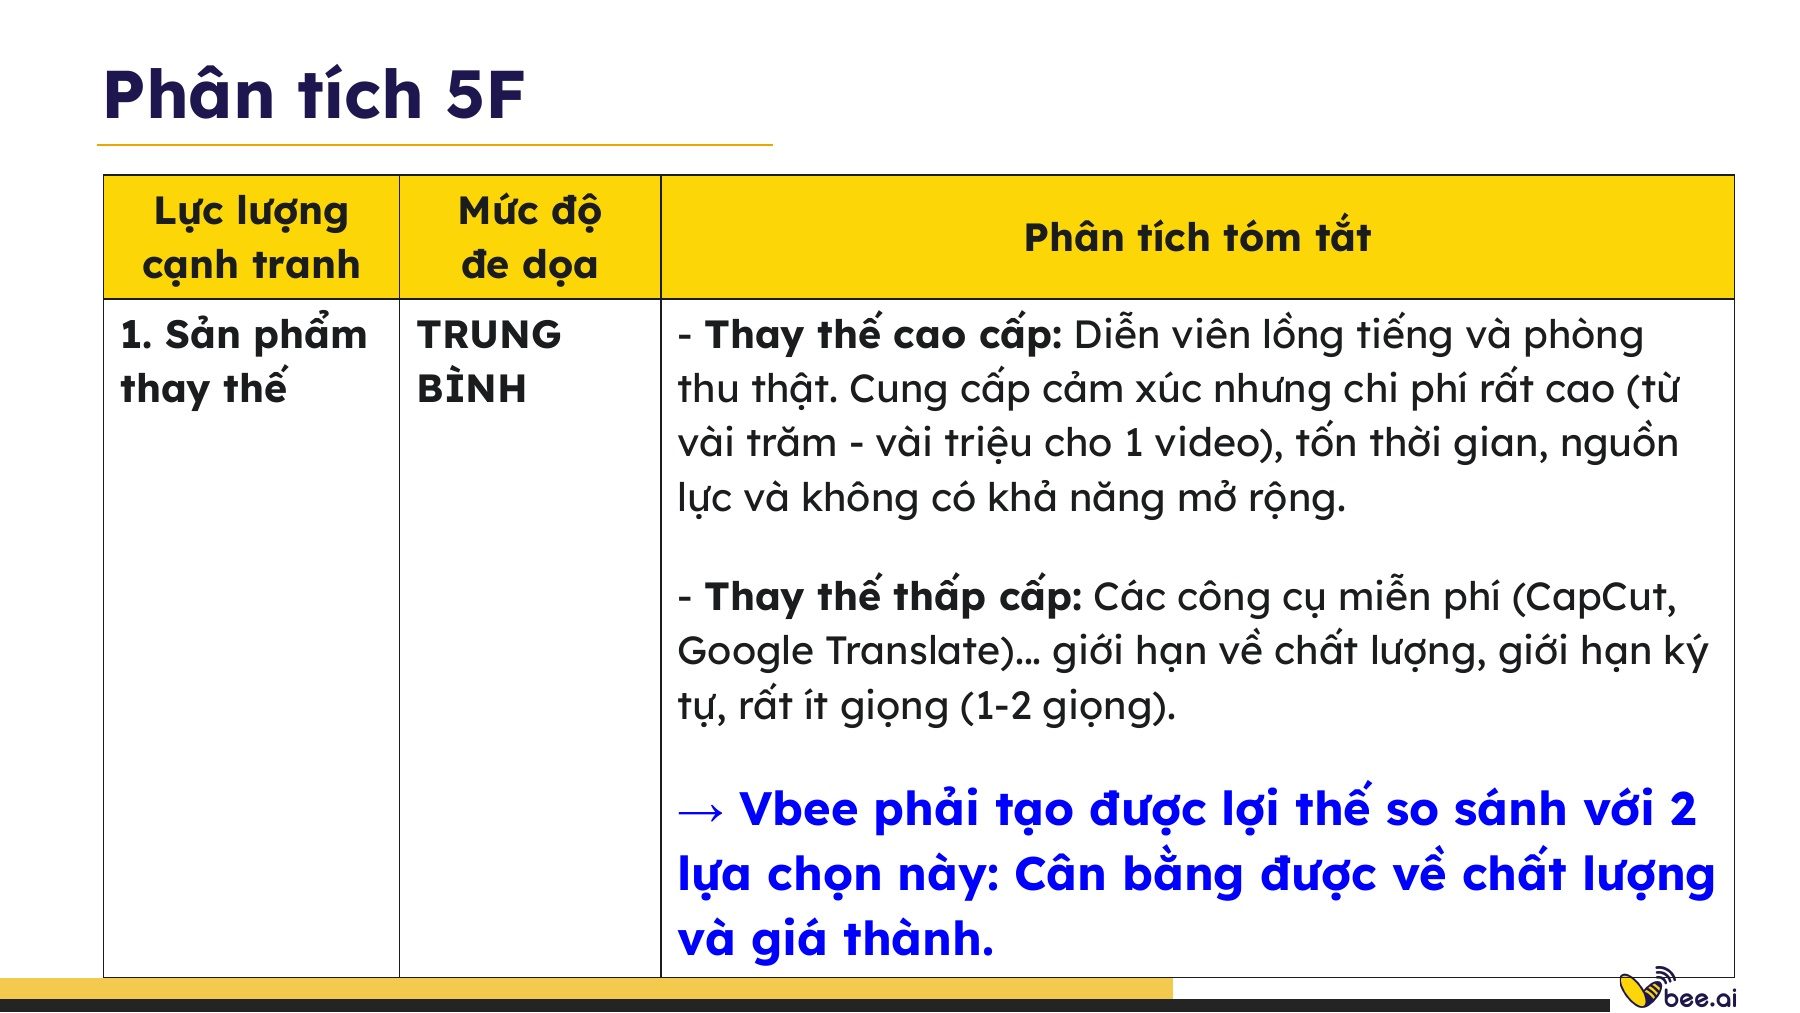 Phân tích 5F
Lực lượng
cạnh tranh
Mức độ
đe dọa
Phân tích tóm tắt
1. Sản phẩm
thay thế
TRUNG
BÌNH
- Thay thế cao cấp: Diễn viên lồng tiếng và phòng
thu thật. Cung cấp cảm xúc nhưng chi phí rất cao (từ
vài trăm - vài triệu cho 1 video), tốn thời gian, nguồn
lực và không có khả năng mở rộng.
- Thay thế thấp cấp: Các công cụ miễn phí (CapCut,
Google Translate)... giới hạn về chất lượng, giới hạn ký
tự, rất ít giọng (1-2 giọng).
→ Vbee phải tạo được lợi thế so sánh với 2
lựa chọn này: Cân bằng được về chất lượng
và giá thành.
Vbee.ai